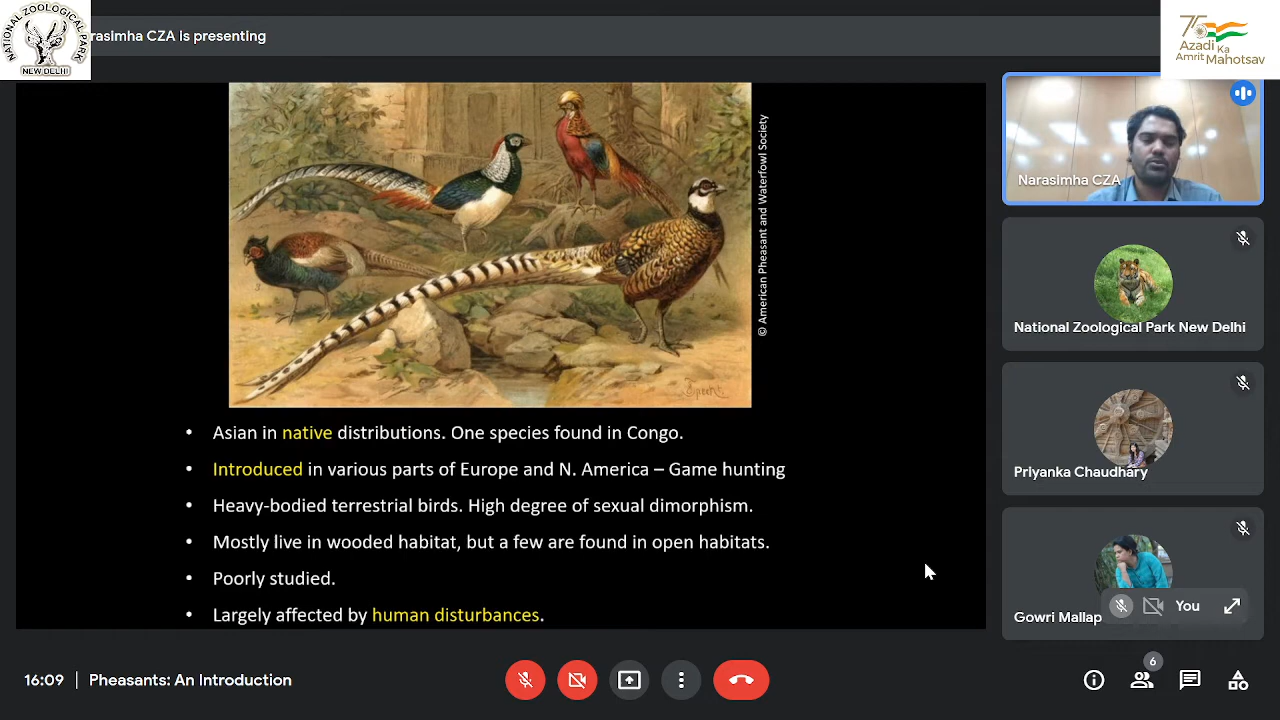 NATIONAL ZOOLOGICAL PARK
NEW DELHI
arasimha CZA is presenting
75
Azadi Ka
Amrit Mahotsav
© American Pheasant and Waterfowl Society
• Asian in native distributions. One species found in Congo.
• Introduced in various parts of Europe and N. America – Game hunting
• Heavy-bodied terrestrial birds. High degree of sexual dimorphism.
• Mostly live in wooded habitat, but a few are found in open habitats.
• Poorly studied.
• Largely affected by human disturbances.
Narasimha CZA
National Zoological Park New Delhi
Priyanka Chaudhary
Gowri Mallap
You
16:09 | Pheasants: An Introduction
6